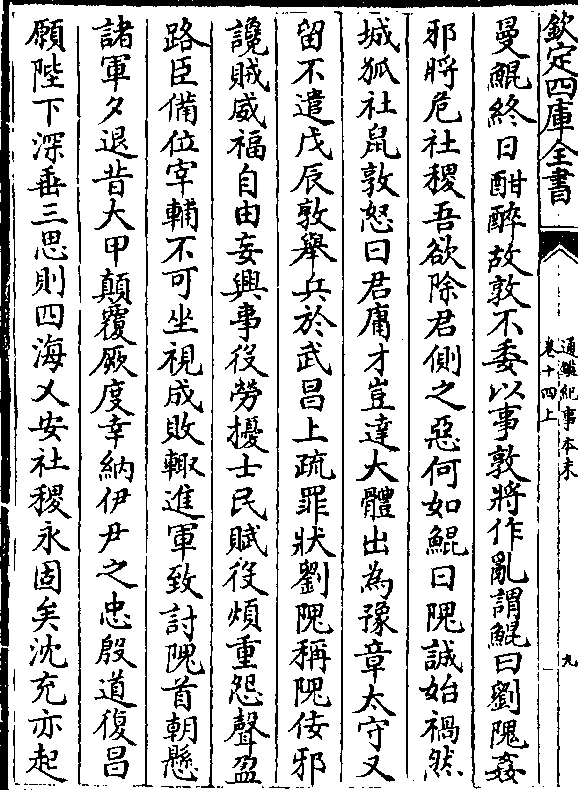 欽定四庫全書
通鑑紀事本末
卷十四上
九
曼鯤終日酣醉故敦不委以事敦將作亂謂鯤曰劉隗姦
邪將危社稷吾欲除君側之惡何如鯤曰隗誠始禍然
城狐社鼠敦怒曰君庸才豈達大體出為豫章太守又
留不遣戊辰敦舉兵於武昌上疏罪狀劉隗稱隗佞邪
讒賊威福自由妄興事役勞擾士民賦役煩重怨聲盈
路臣備位宰輔不可坐視成敗輙進軍致討隗首朝懸
諸軍夕退昔大甲顛覆厥度幸納伊尹之忠殷道復昌
願陛下深垂三思則四海乂安社稷永固矣沈充亦起